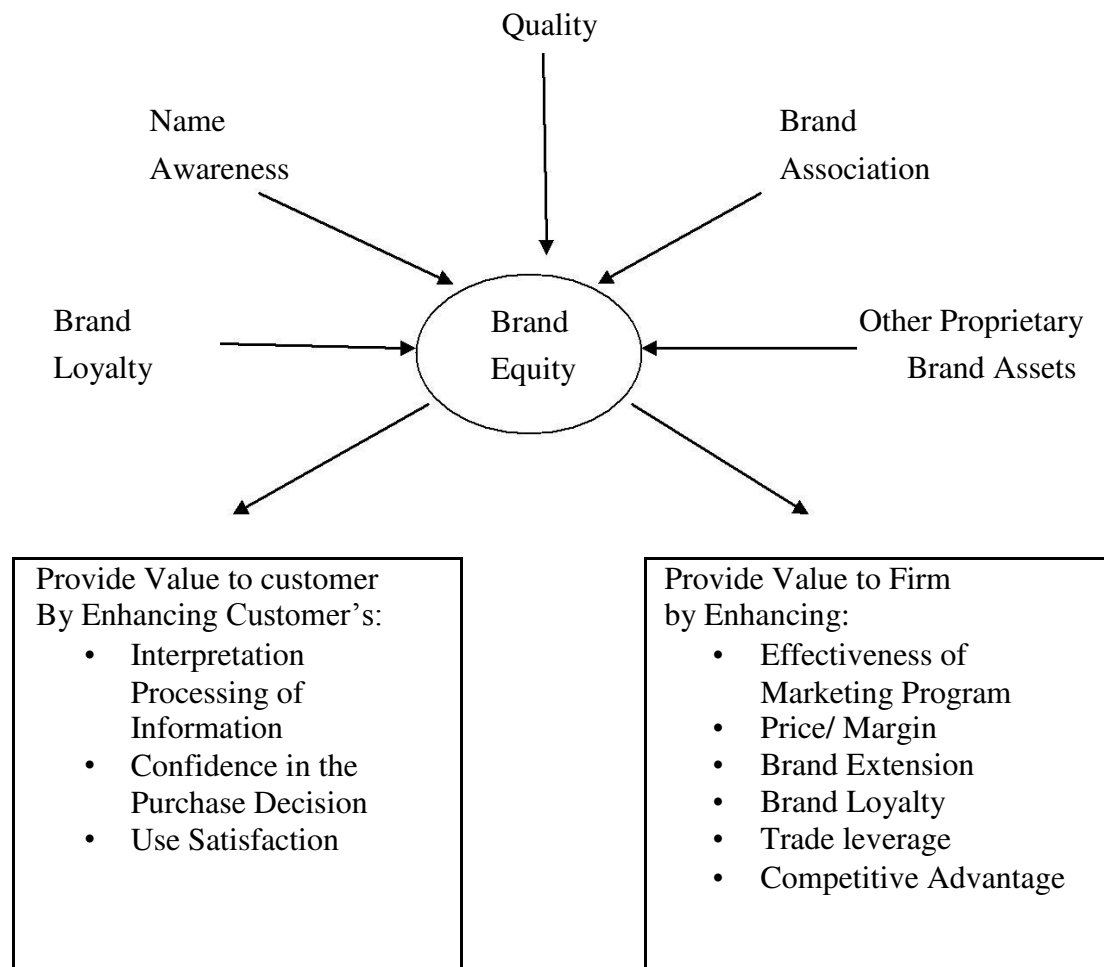 Quality
Name
Awareness
Brand
Association
Brand
Loyalty
Brand
Equity
Other Proprietary
Brand Assets
Provide Value to customer
By Enhancing Customer’s:
• Interpretation
Processing of
Information
• Confidence in the
Purchase Decision
• Use Satisfaction
Provide Value to Firm
by Enhancing:
• Effectiveness of
Marketing Program
• Price/ Margin
• Brand Extension
• Brand Loyalty
• Trade leverage
• Competitive Advantage